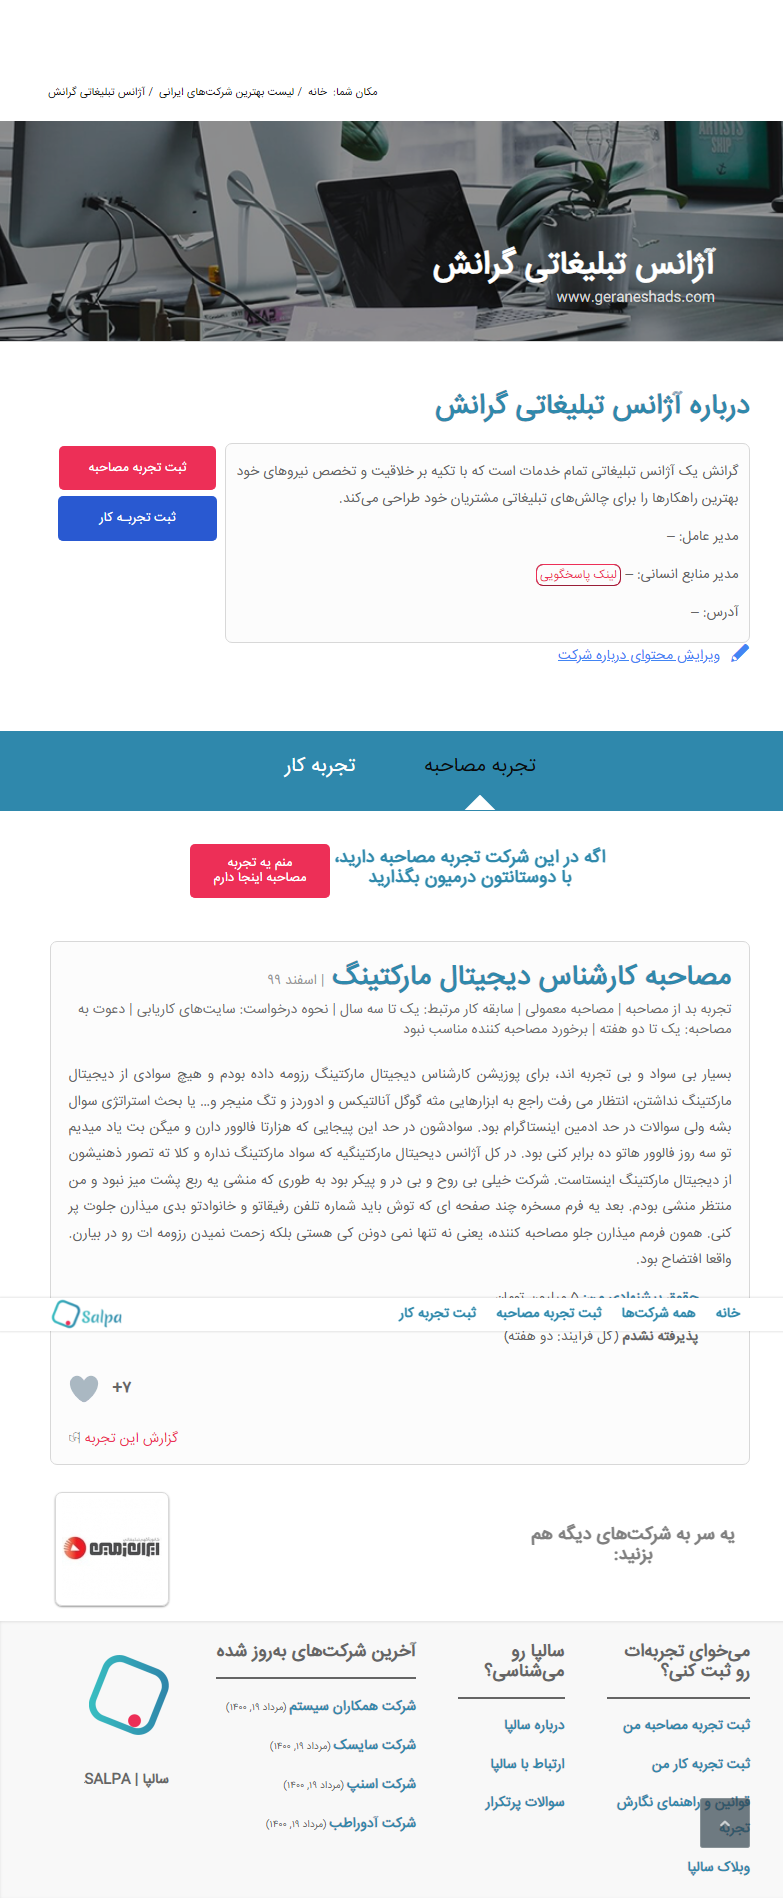 مکان شما: خانه / لیست بهترین شرکت‌های ایرانی / آژانس تبلیغاتی گرانش
ARTISTS
SHIP
آژانس تبلیغاتی گرانش
www.geraneshads.com
درباره آژانس تبلیغاتی گرانش
گرانش یک آژانس تبلیغاتی تمام خدمات است که با تکیه بر خلاقیت و تخصص نیروهای خود
بهترین راهکارها را برای چالش‌های تبلیغاتی مشتریان خود طراحی می‌کند.
مدیر عامل: –
مدیر منابع انسانی: – لینک پاسخگویی
آدرس: –
ثبت تجربه مصاحبه
ثبت تجربـه کار
ویرایش محتوای درباره شرکت
تجربه مصاحبه
تجربه کار
اگه در این شرکت تجربه مصاحبه دارید،
با دوستانتون درمیون بگذارید
منم یه تجربه
مصاحبه اینجا دارم
مصاحبه کارشناس دیجیتال مارکتینگ | اسفند ۹۹
تجربه بد از مصاحبه | مصاحبه معمولی | سابقه کار مرتبط: یک تا سه سال | نحوه درخواست: سایت‌های کاریابی | دعوت به
مصاحبه: یک تا دو هفته | برخورد مصاحبه کننده مناسب نبود
بسیار بی سواد و بی تجربه اند، برای پوزیشن کارشناس دیجیتال مارکتینگ رزومه داده بودم و هیچ سوادی از دیجیتال
مارکتینگ نداشتن، انتظار می رفت راجع به ابزارهایی مثه گوگل آنالتیکس و ادوردز و تگ منیجر و… یا بحث استراتژی سوال
بشه ولی سوالات در حد ادمین اینستاگرام بود. سوادشون در حد این پیجایی که هزارتا فالوور دارن و میگن بت یاد میدیم
تو سه روز فالوور هاتو ده برابر کنی بود. در کل آژانس دیحیتال مارکتینگیه که سواد مارکتینگ نداره و کلا ته تصور ذهنیشون
از دیجیتال مارکتینگ اینستاست. شرکت خیلی بی روح و بی در و پیکر بود به طوری که منشی یه ربع پشت میز نبود و من
منتظر منشی بودم. بعد یه فرم مسخره چند صفحه ای که توش باید شماره تلفن رفیقاتو و خانوادتو بدی میذارن جلوت پر
کنی. همون فرمم میذارن جلو مصاحبه کننده، یعنی نه تنها نمی دونن کی هستی بلکه زحمت نمیدن رزومه ات رو در بیارن.
واقعا افتضاح بود.
حقوق پیشنهادی من: ۵ میلیون تومان
خانه
همه شرکت‌ها
ثبت تجربه مصاحبه
ثبت تجربه کار
Salpa
پذیرفته نشدم (کل فرایند: دو هفته)
+۷
گزارش این تجربه
یه سر به شرکت‌های دیگه هم
بزنید:
ایران‌زمین
می‌خوای تجربه‌ات
رو ثبت کنی؟
ثبت تجربه مصاحبه من
ثبت تجربه کار من
قوانین و راهنمای نگارش
تجربه
وبلاگ سالپا
سالپا رو
می‌شناسی؟
درباره سالپا
ارتباط با سالپا
سوالات پرتکرار
آخرین شرکت‌های به‌روز شده
شرکت همکاران سیستم (مرداد ۱۹, ۱۴۰۰)
شرکت سایسک (مرداد ۱۹, ۱۴۰۰)
شرکت اسنپ (مرداد ۱۹, ۱۴۰۰)
شرکت آدوراطب (مرداد ۱۹, ۱۴۰۰)
سالپا | SALPA